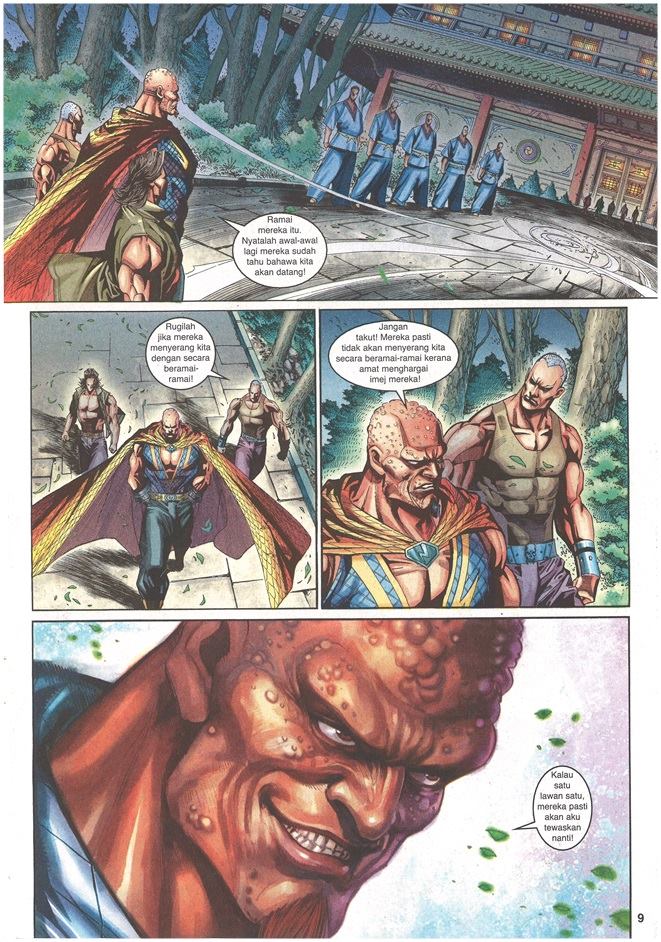 Ramai
mereka itu.
Nyatalah awal-awal
lagi mereka sudah
tahu bahawa kita
akan datang!
Rugilah
jika mereka
menyerang kita
dengan secara
beramai-
ramai!
Jangan
takut! Mereka pasti
tidak akan menyerang kita
secara beramai-ramai kerana
amat menghargai
imej mereka!
Kalau
satu
lawan satu,
mereka pasti
akan aku
tewaskan
nanti!
9